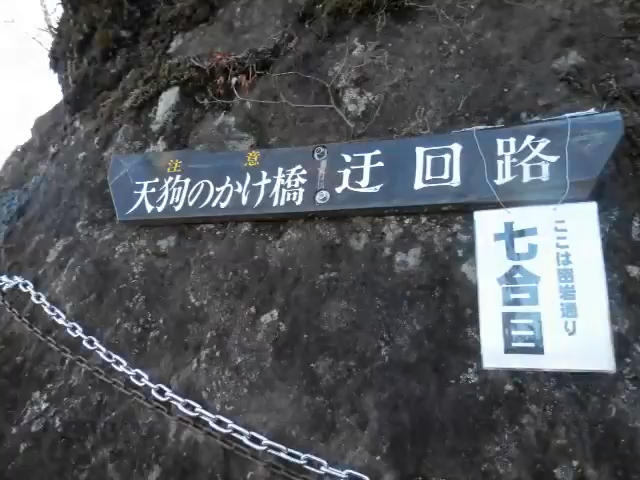 注意
天狗のかけ橋 迂回路
ここは密岩通り
七合目